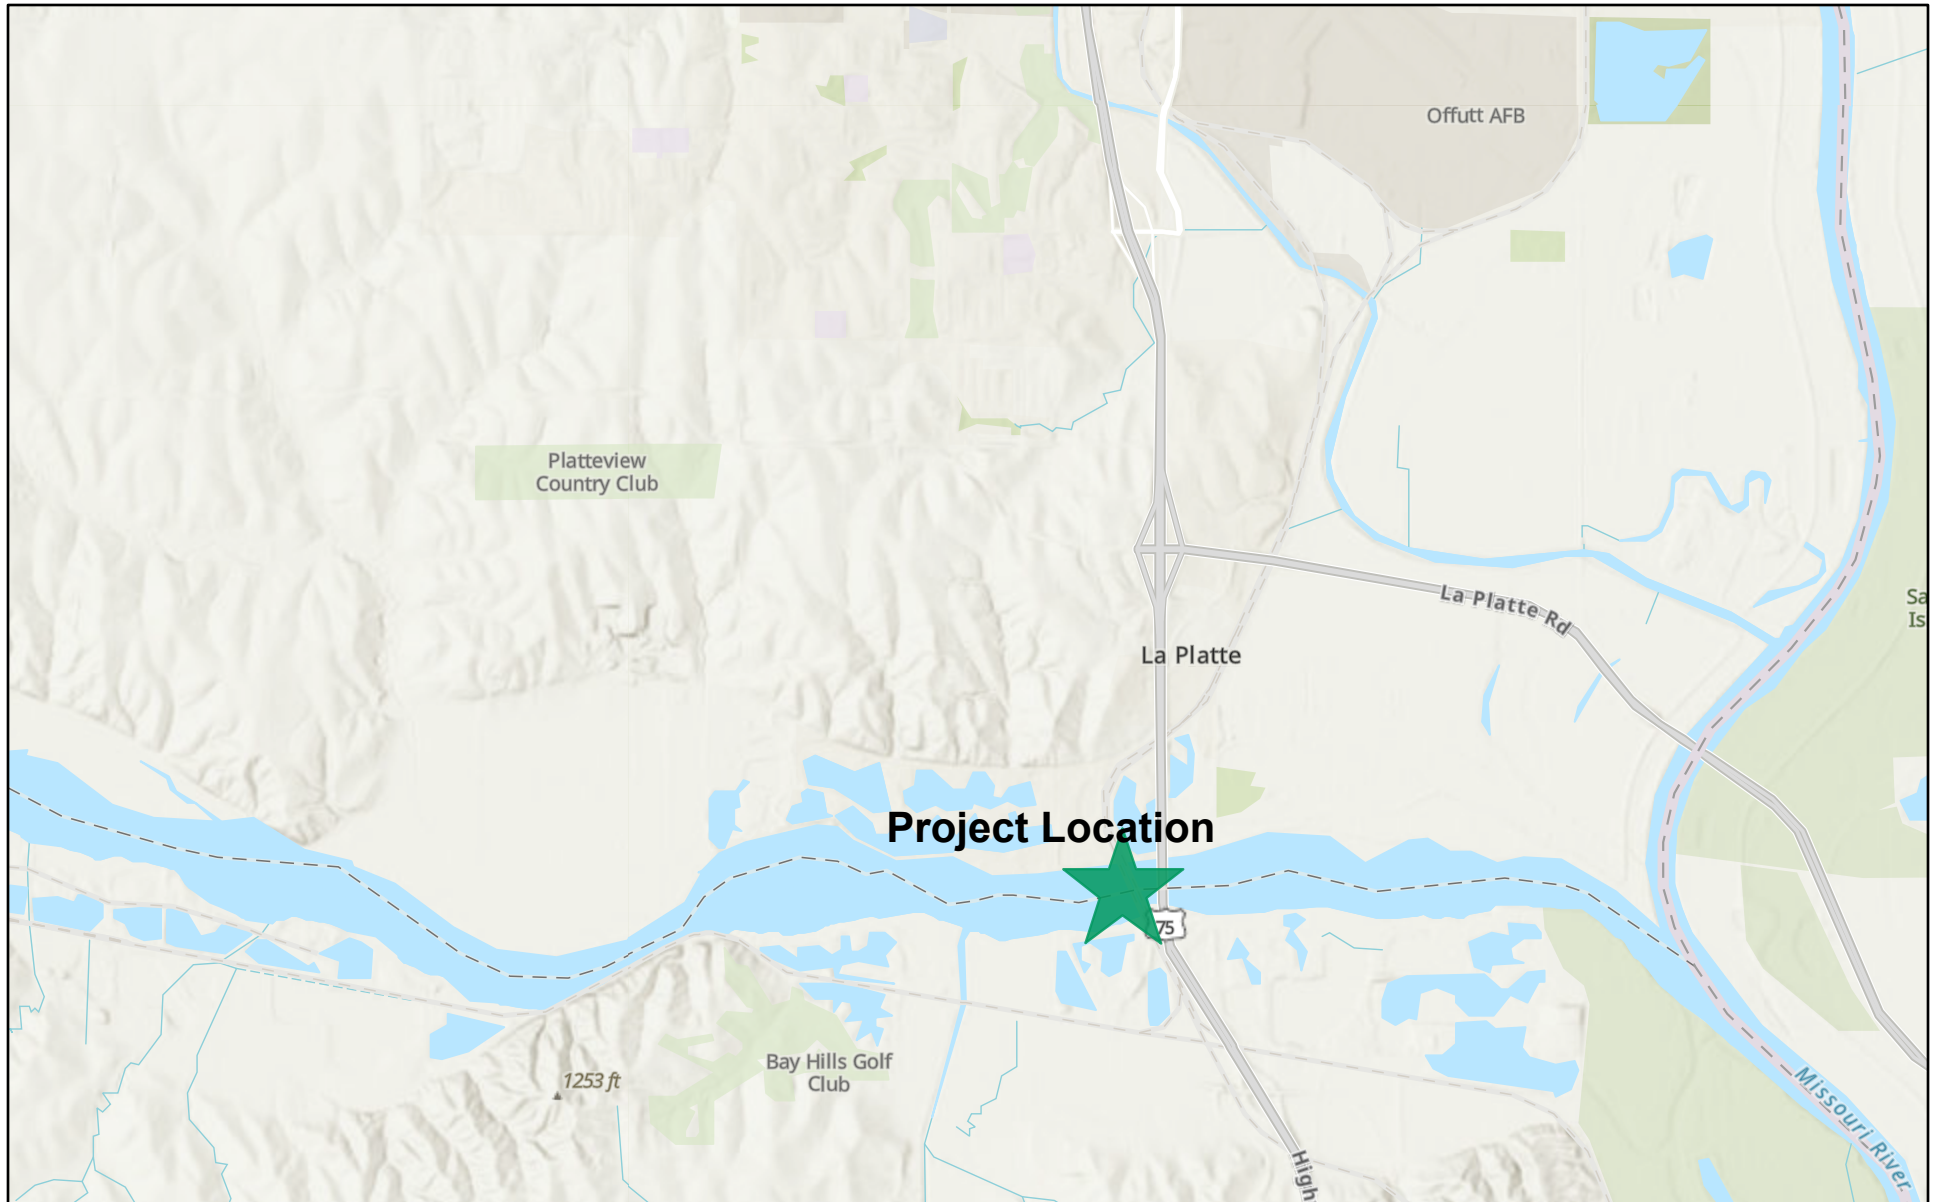 Offutt AFB
Platteview
Country Club
La Platte Rd
Sa
Is
La Platte
Project Location
75
Bay Hills Golf
Club
1253 ft
Missouri River
High